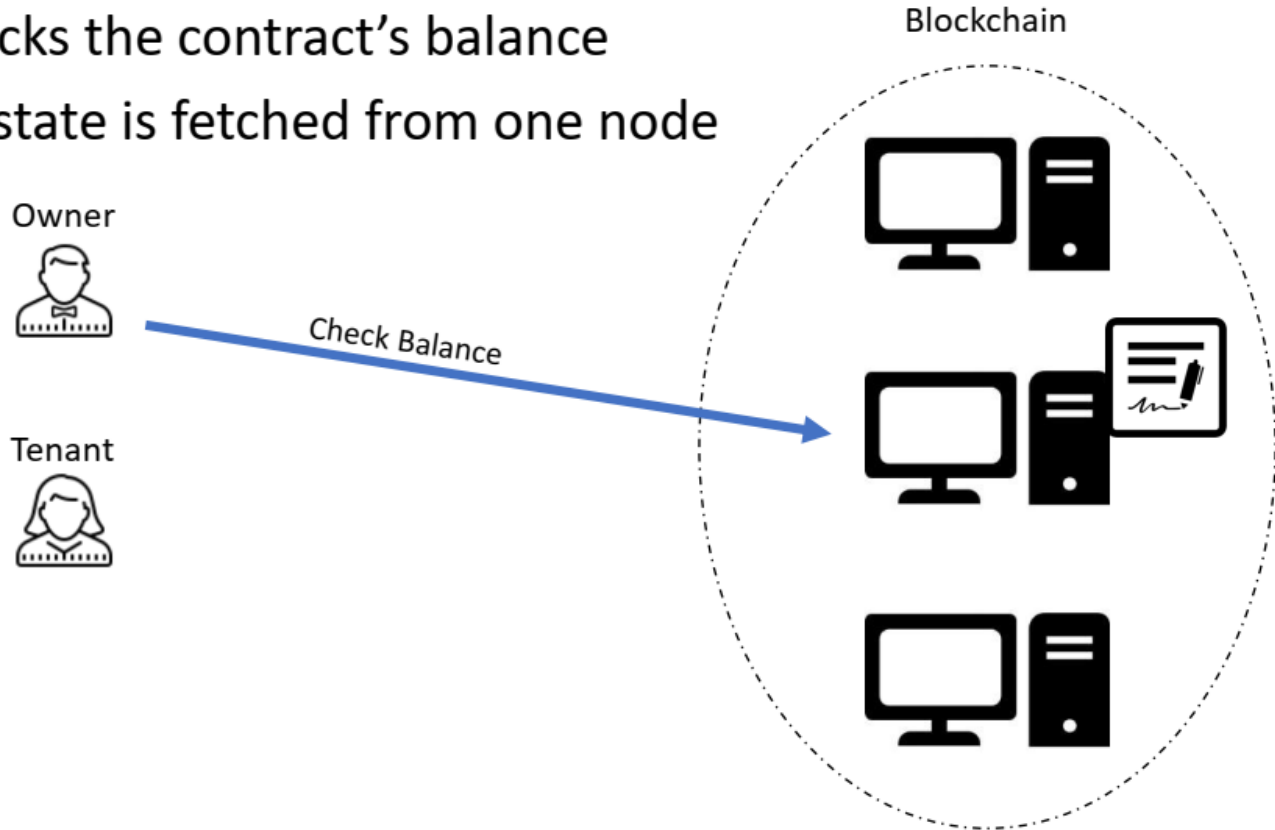 cks the contract's balance
state is fetched from one node
Blockchain
Owner
Check Balance
Tenant